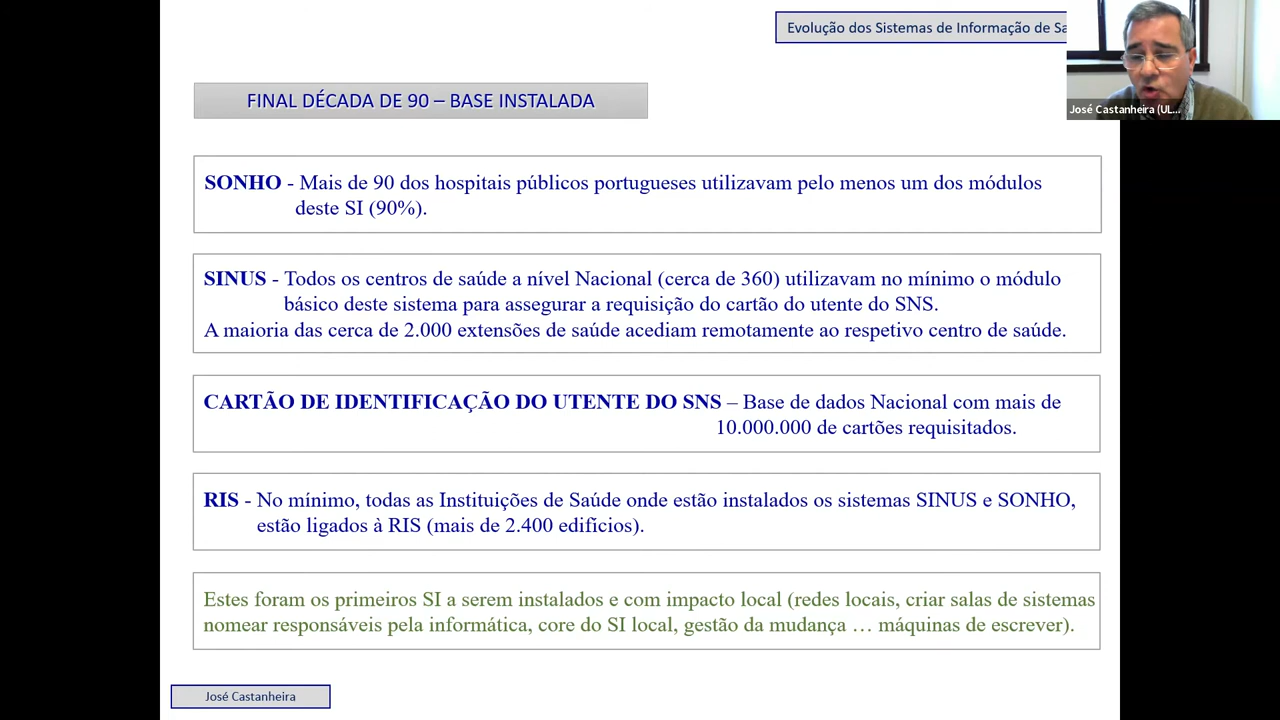 Evolução dos Sistemas de Informação de Sa
José Castanheira (UL...
FINAL DÉCADA DE 90 – BASE INSTALADA
SONHO - Mais de 90 dos hospitais públicos portugueses utilizavam pelo menos um dos módulos
deste SI (90%).
SINUS - Todos os centros de saúde a nível Nacional (cerca de 360) utilizavam no mínimo o módulo
básico deste sistema para assegurar a requisição do cartão do utente do SNS.
A maioria das cerca de 2.000 extensões de saúde acediam remotamente ao respetivo centro de saúde.
CARTÃO DE IDENTIFICAÇÃO DO UTENTE DO SNS – Base de dados Nacional com mais de
10.000.000 de cartões requisitados.
RIS - No mínimo, todas as Instituições de Saúde onde estão instalados os sistemas SINUS e SONHO,
estão ligados à RIS (mais de 2.400 edifícios).
Estes foram os primeiros SI a serem instalados e com impacto local (redes locais, criar salas de sistemas
nomear responsáveis pela informática, core do SI local, gestão da mudança … máquinas de escrever).
José Castanheira